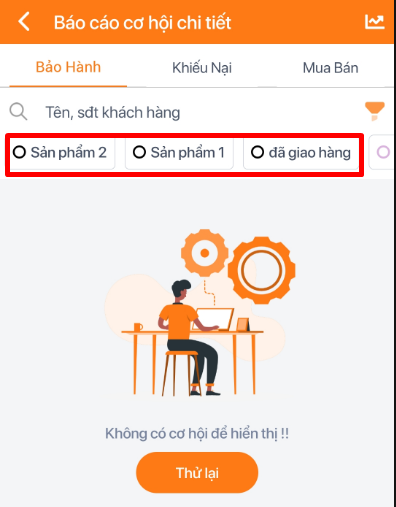 Báo cáo cơ hội chi tiết
Bảo Hành
Khiếu Nại
Mua Bán
Tên, sđt khách hàng
Sản phẩm 2
Sản phẩm 1
đã giao hàng
Không có cơ hội để hiển thị !!
Thử lại